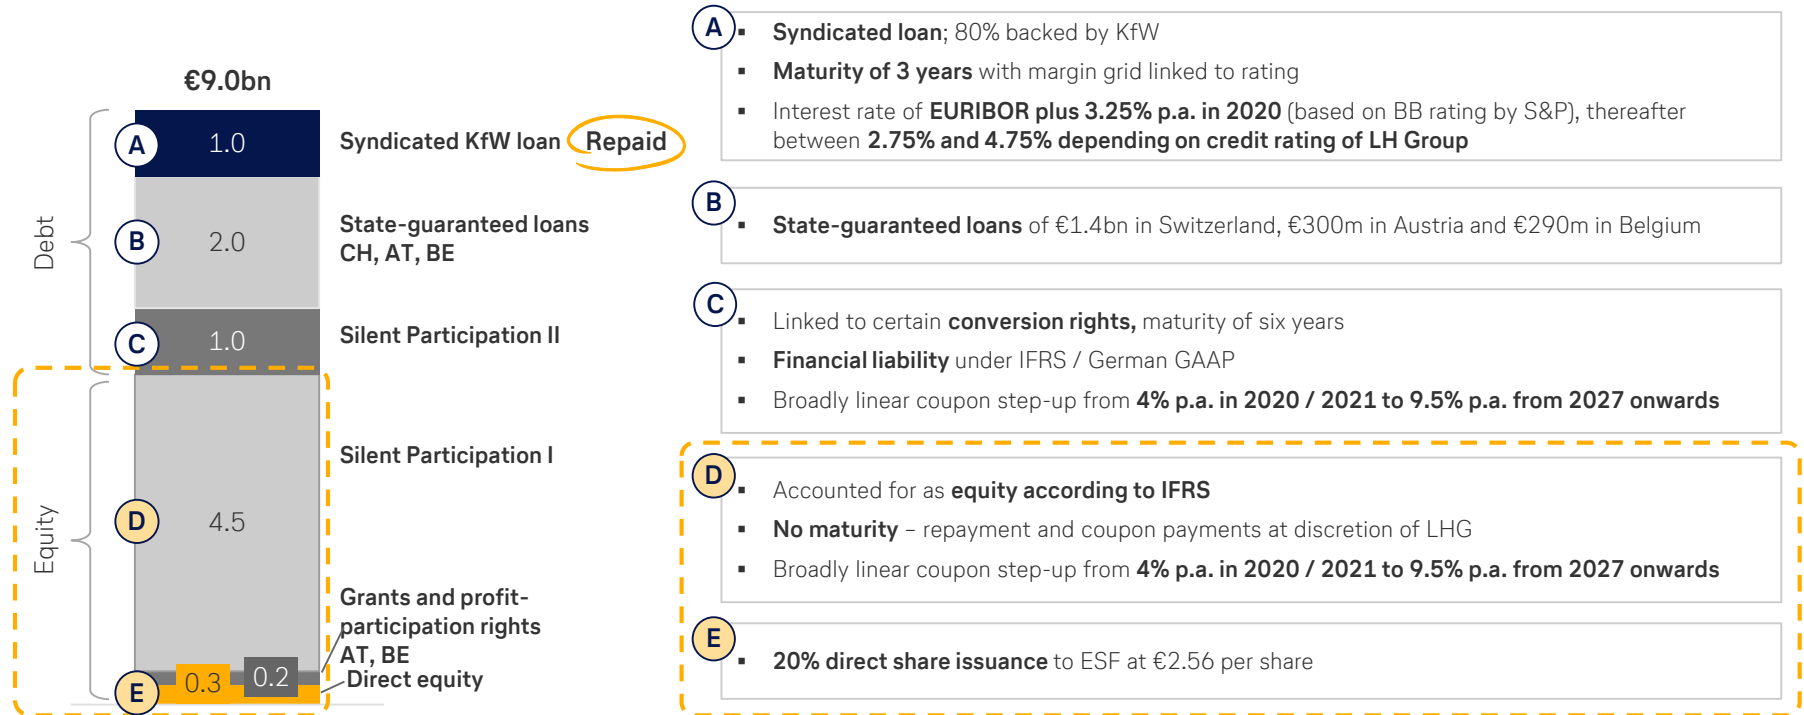 €9.0bn
Debt
A
1.0
Syndicated KfW loan
Repaid
B
2.0
State-guaranteed loans
CH, AT, BE
C
1.0
Silent Participation II
Equity
Silent Participation I
D
4.5
Grants and profit-
participation rights
AT, BE
0.2
0.3
Direct equity
E
A
▪ Syndicated loan; 80% backed by KfW
▪ Maturity of 3 years with margin grid linked to rating
▪ Interest rate of EURIBOR plus 3.25% p.a. in 2020 (based on BB rating by S&P), thereafter
between 2.75% and 4.75% depending on credit rating of LH Group
B
▪ State-guaranteed loans of €1.4bn in Switzerland, €300m in Austria and €290m in Belgium
C
▪ Linked to certain conversion rights, maturity of six years
▪ Financial liability under IFRS / German GAAP
▪ Broadly linear coupon step-up from 4% p.a. in 2020 / 2021 to 9.5% p.a. from 2027 onwards
D
▪ Accounted for as equity according to IFRS
▪ No maturity – repayment and coupon payments at discretion of LHG
▪ Broadly linear coupon step-up from 4% p.a. in 2020 / 2021 to 9.5% p.a. from 2027 onwards
E
▪ 20% direct share issuance to ESF at €2.56 per share